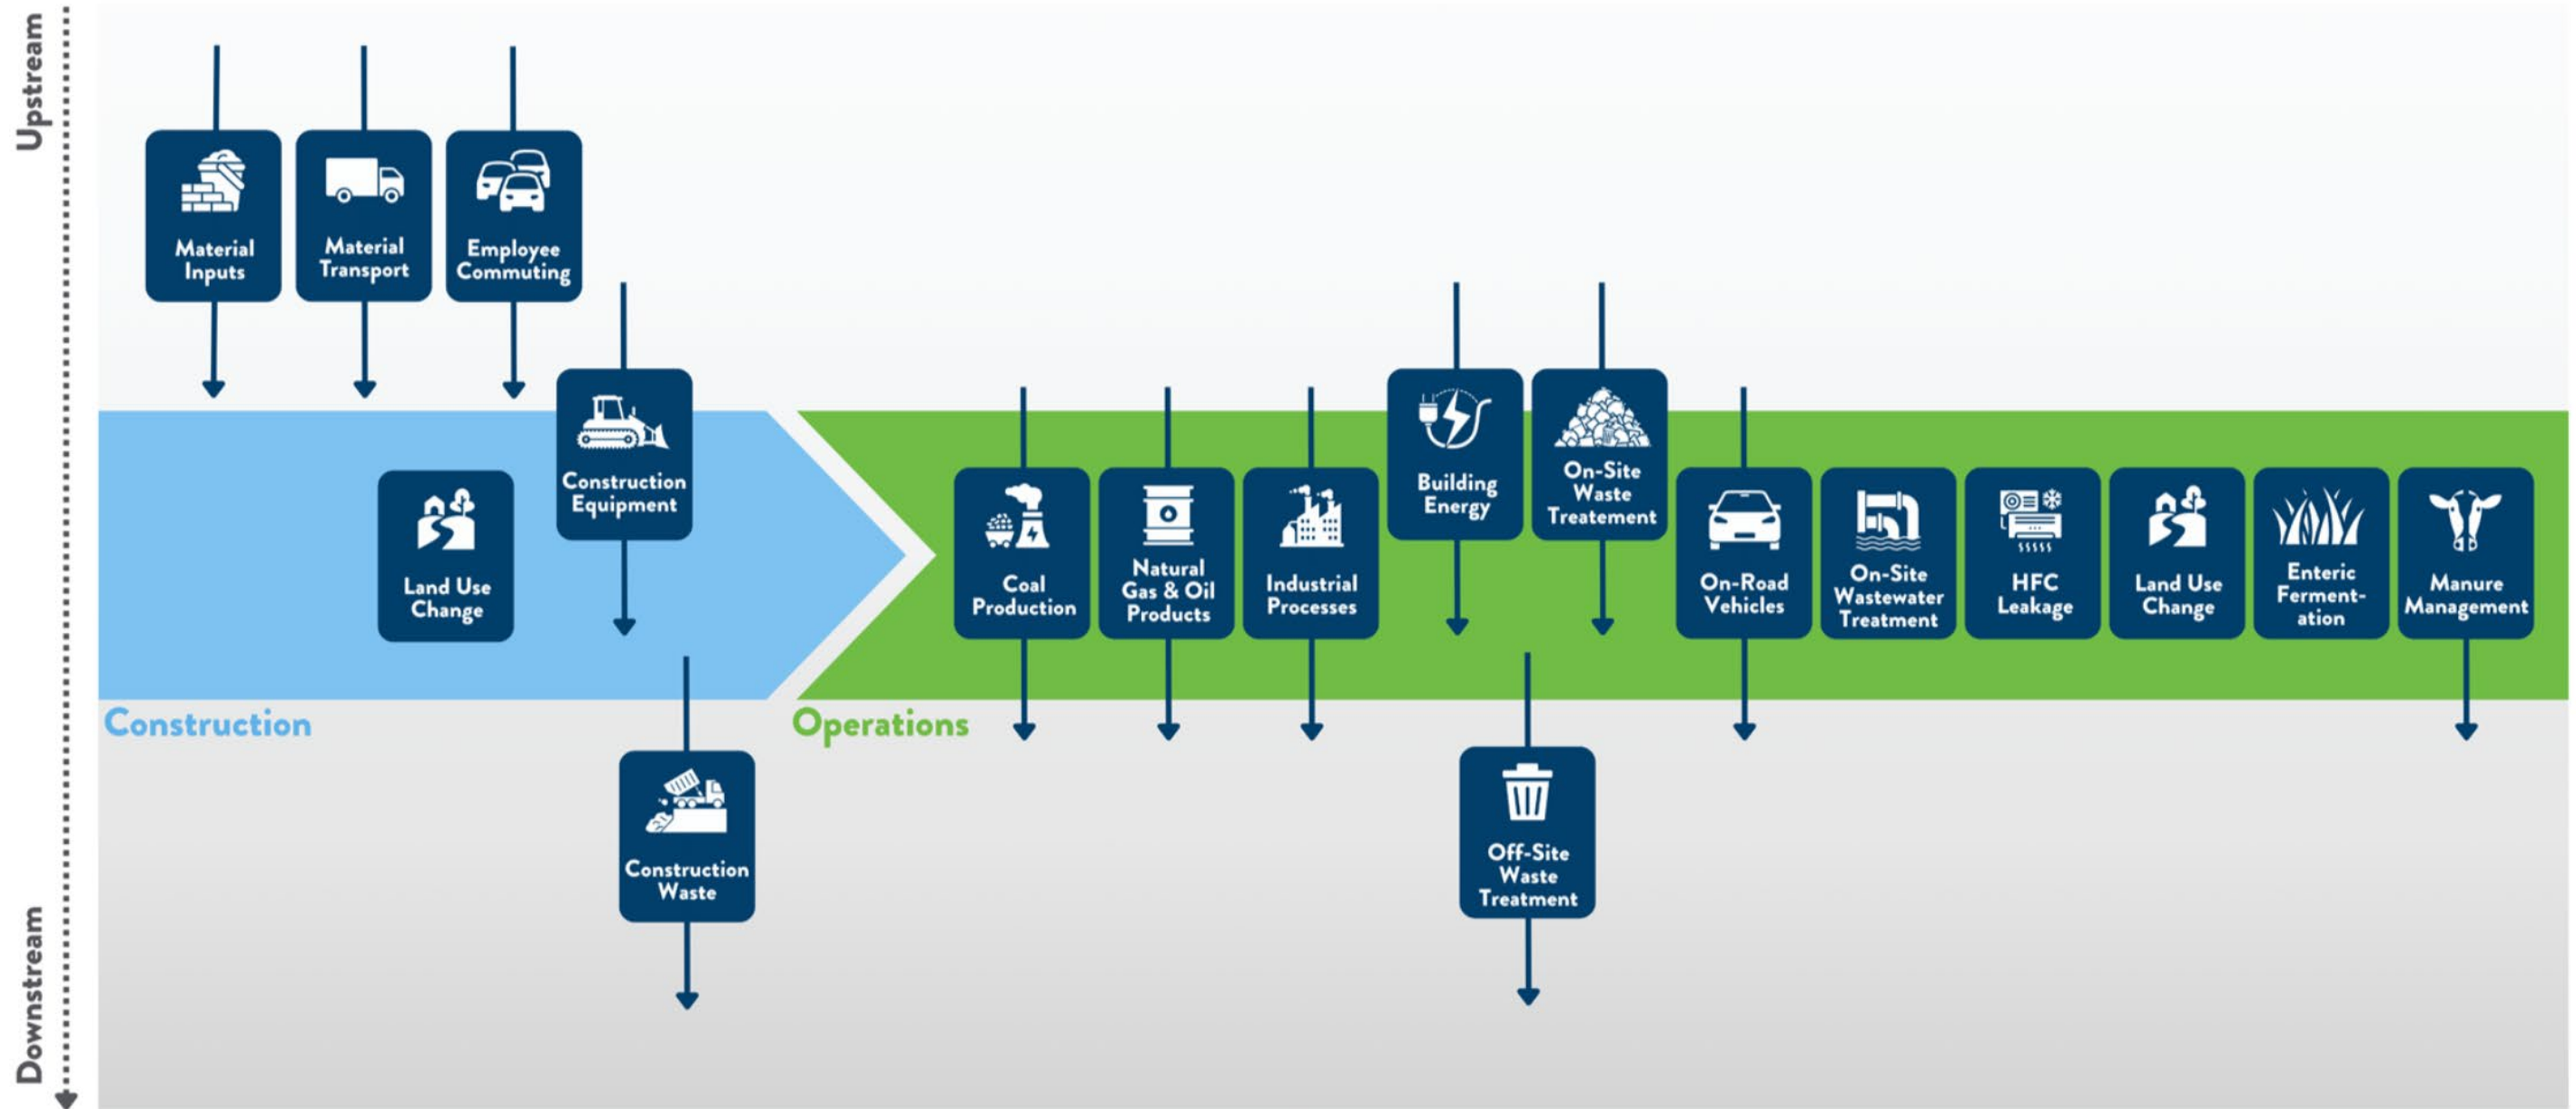 Upstream
Material
Inputs
Material
Transport
Employee
Commuting
Construction
Equipment
Land Use
Change
Building
Energy
On-Site
Waste
Treatement
Coal
Production
Natural
Gas & Oil
Products
Industrial
Processes
On-Road
Vehicles
On-Site
Wastewater
Treatment
HFC
Leakage
Land Use
Change
Enteric
Ferment-
ation
Manure
Management
Construction
Operations
Construction
Waste
Off-Site
Waste
Treatment
Downstream